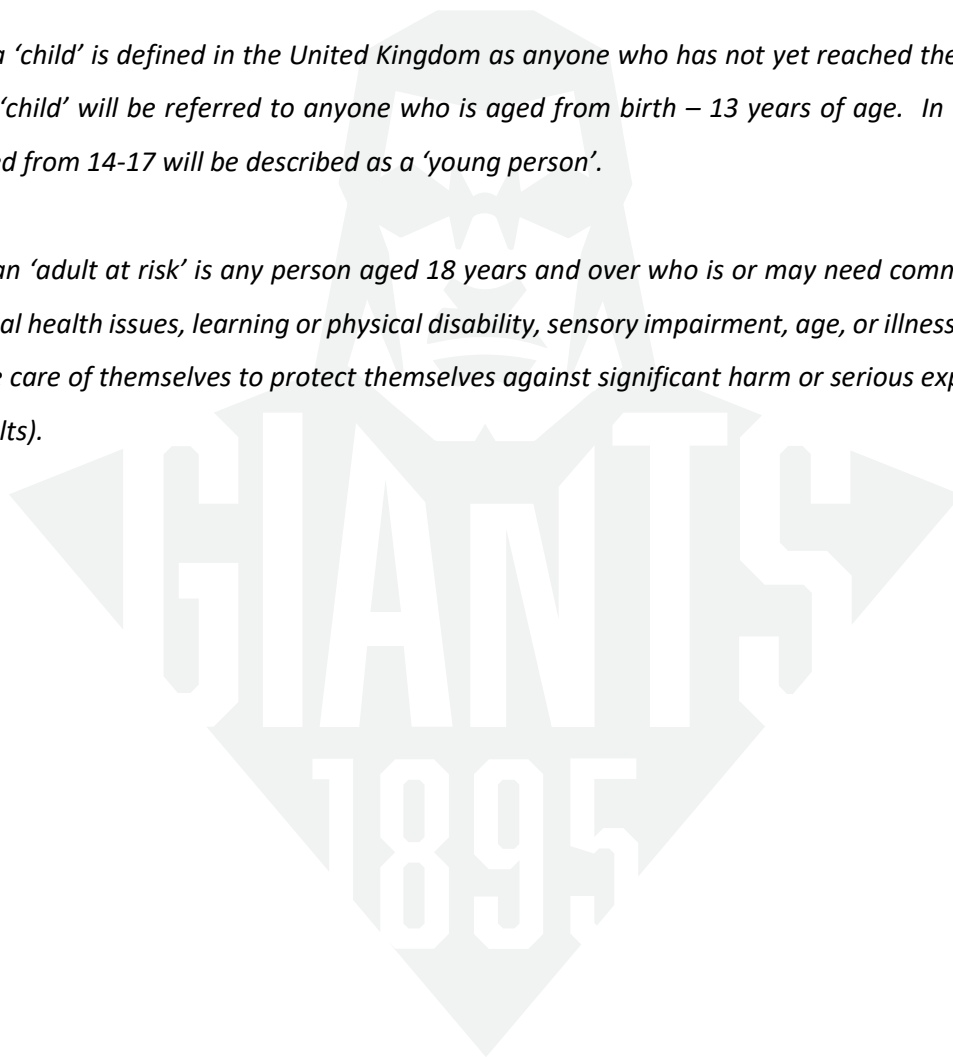 a ‘child’ is defined in the United Kingdom as anyone who has not yet reached the
‘child’ will be referred to anyone who is aged from birth – 13 years of age. In
ed from 14-17 will be described as a ‘young person’.
an ‘adult at risk’ is any person aged 18 years and over who is or may need comm
al health issues, learning or physical disability, sensory impairment, age, or illness
e care of themselves to protect themselves against significant harm or serious exp
lts).
GIANTS
1895